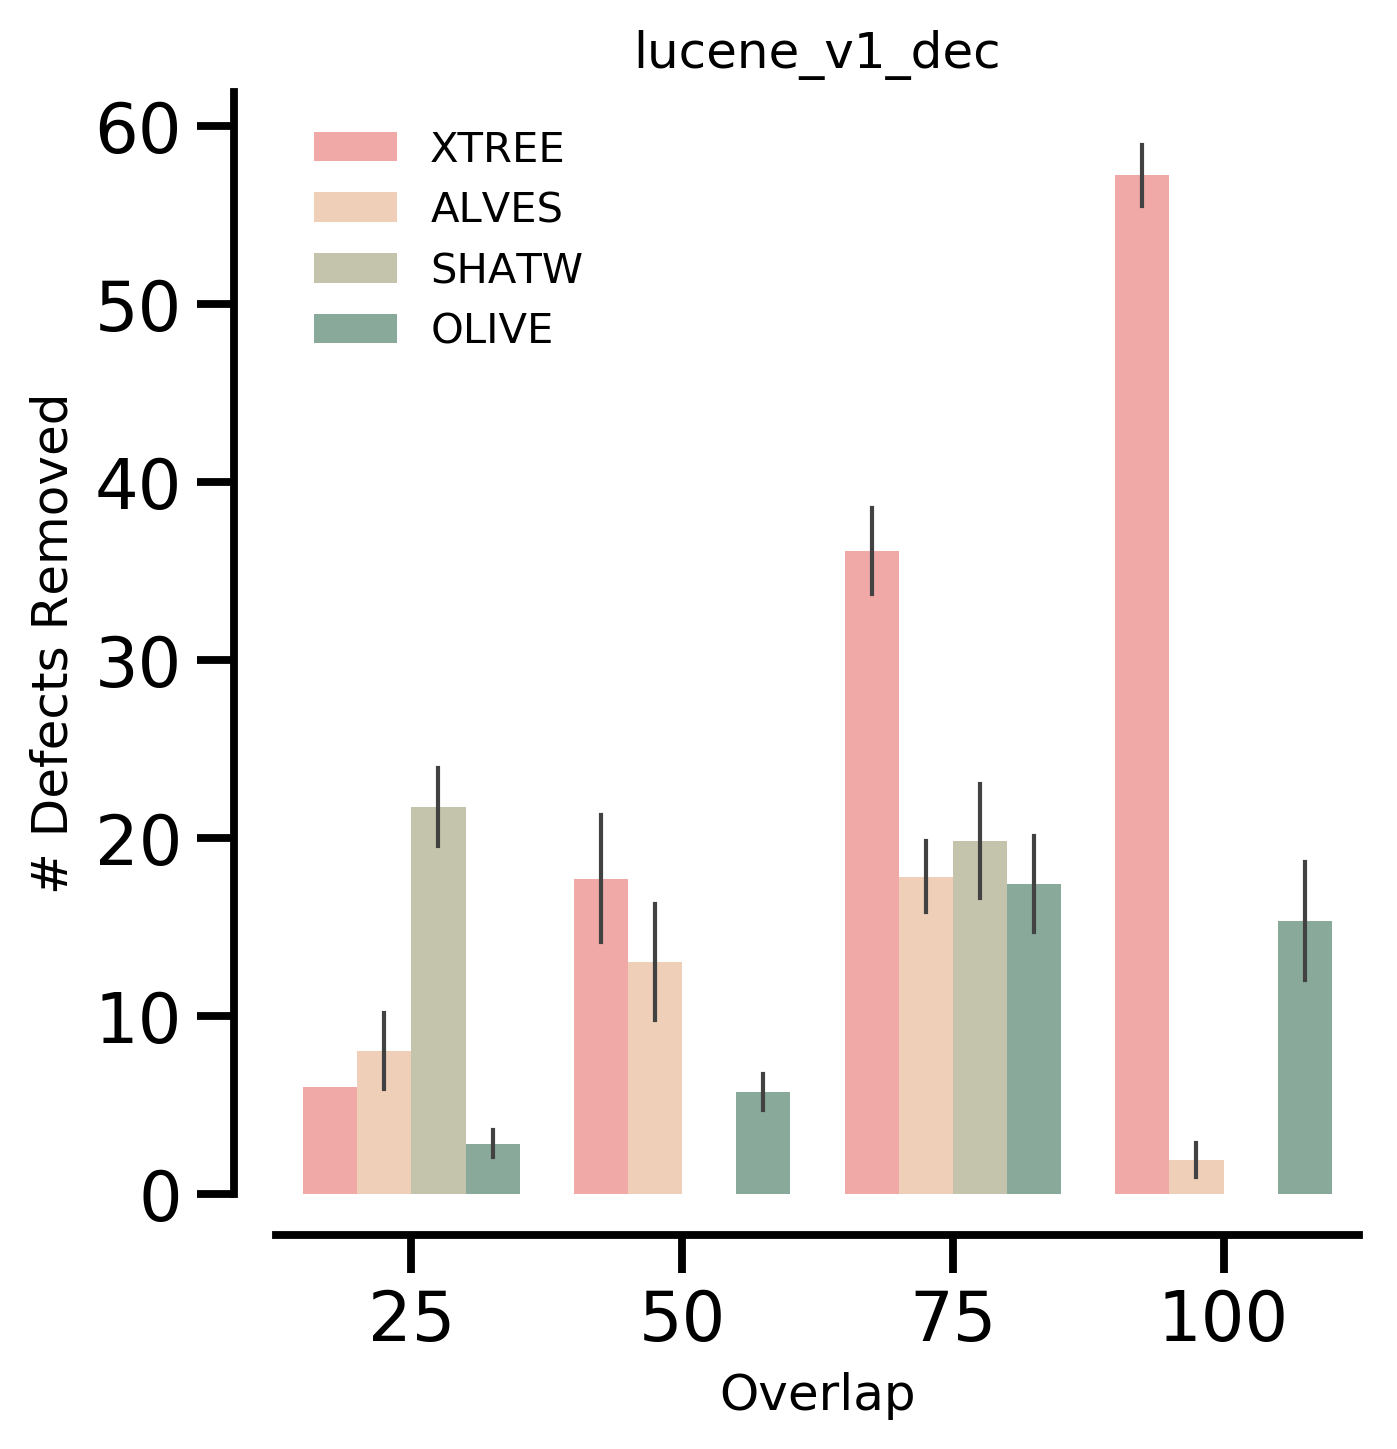 lucene_v1_dec
XTREE
ALVES
SHATW
OLIVE
# Defects Removed
60
50
40
30
20
10
0
25 50 75 100
Overlap